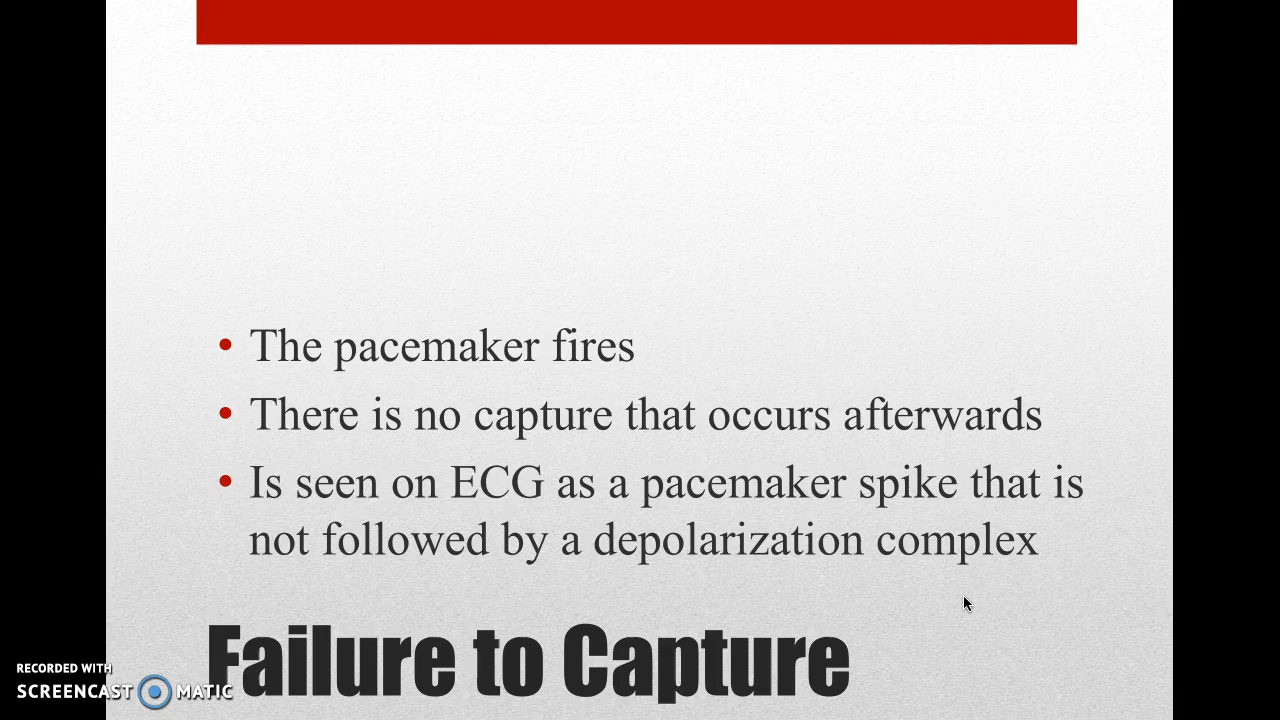 • The pacemaker fires
• There is no capture that occurs afterwards
• Is seen on ECG as a pacemaker spike that is
not followed by a depolarization complex
Failure to Capture
RECORDED WITH
SCREENCAST MATIC